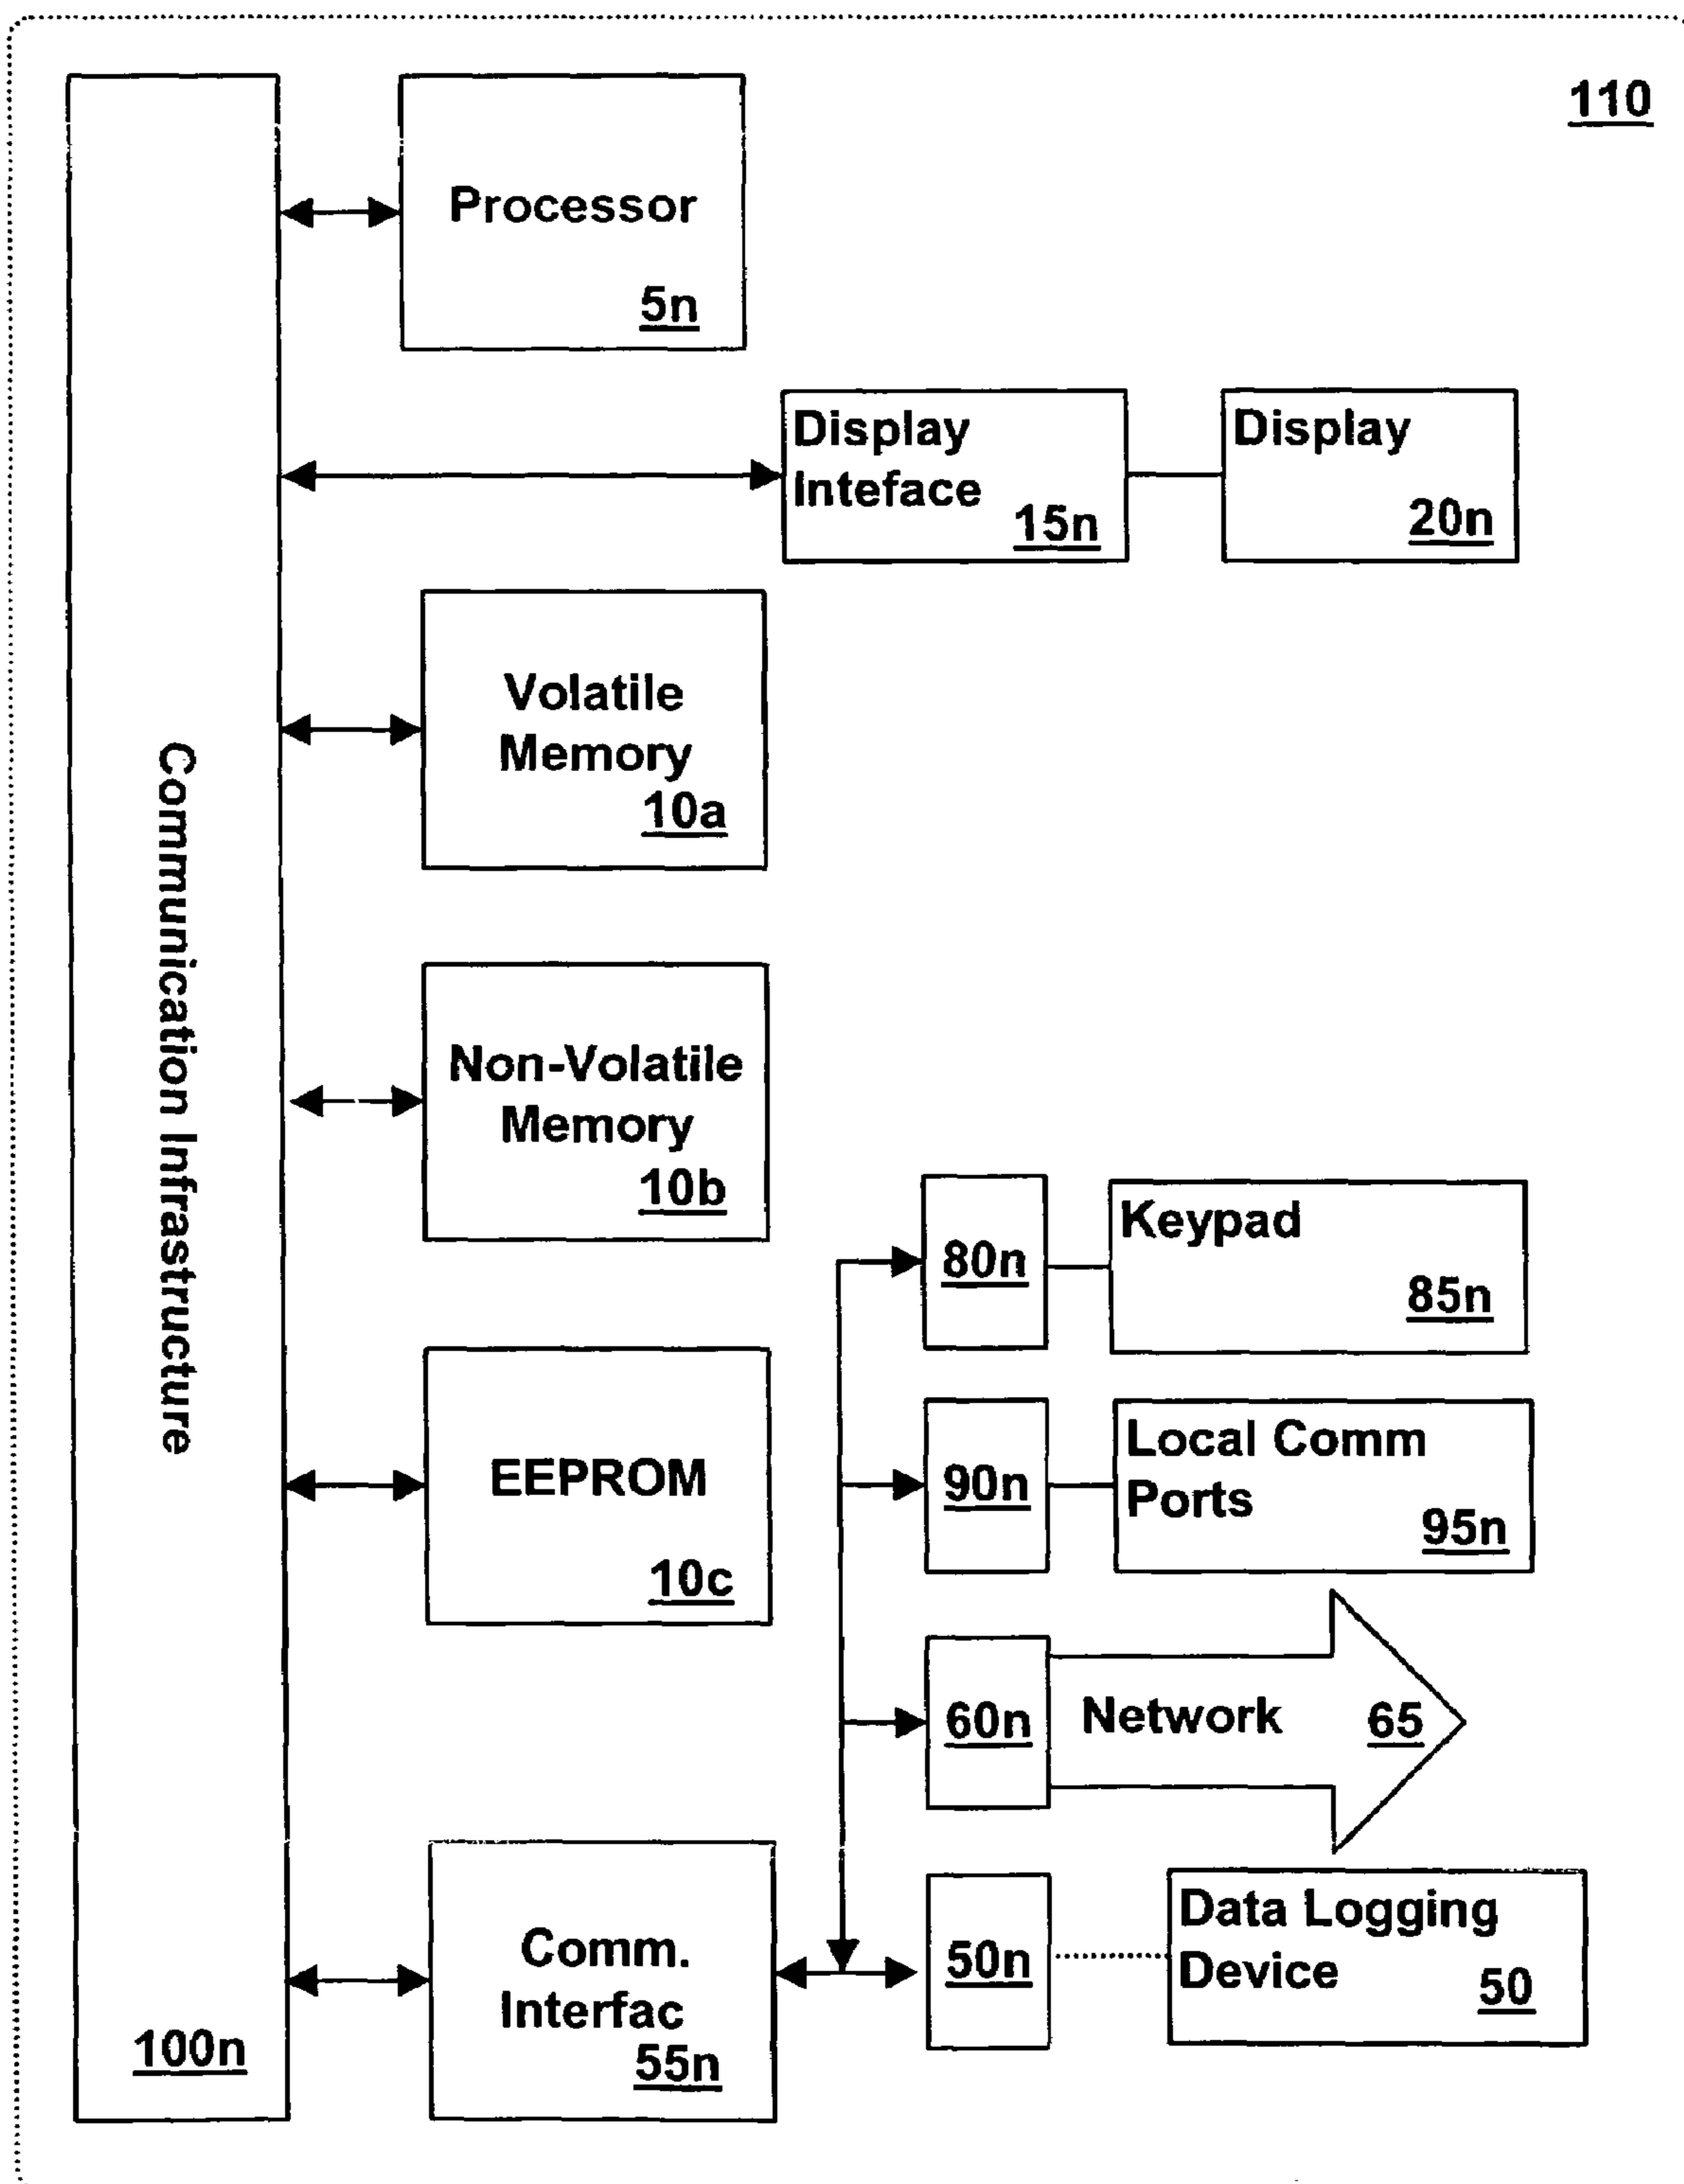 110
Processor
5n
Display
Inteface
15n
Display
20n
Volatile
Memory
10a
Communication Infrastructure
100n
Non-Volatile
Memory
10b
80n
Keypad
85n
EEPROM
10c
90n
Local Comm
Ports
95n
60n
Network 65
Comm.
Interfac
55n
50n
Data Logging
Device
50